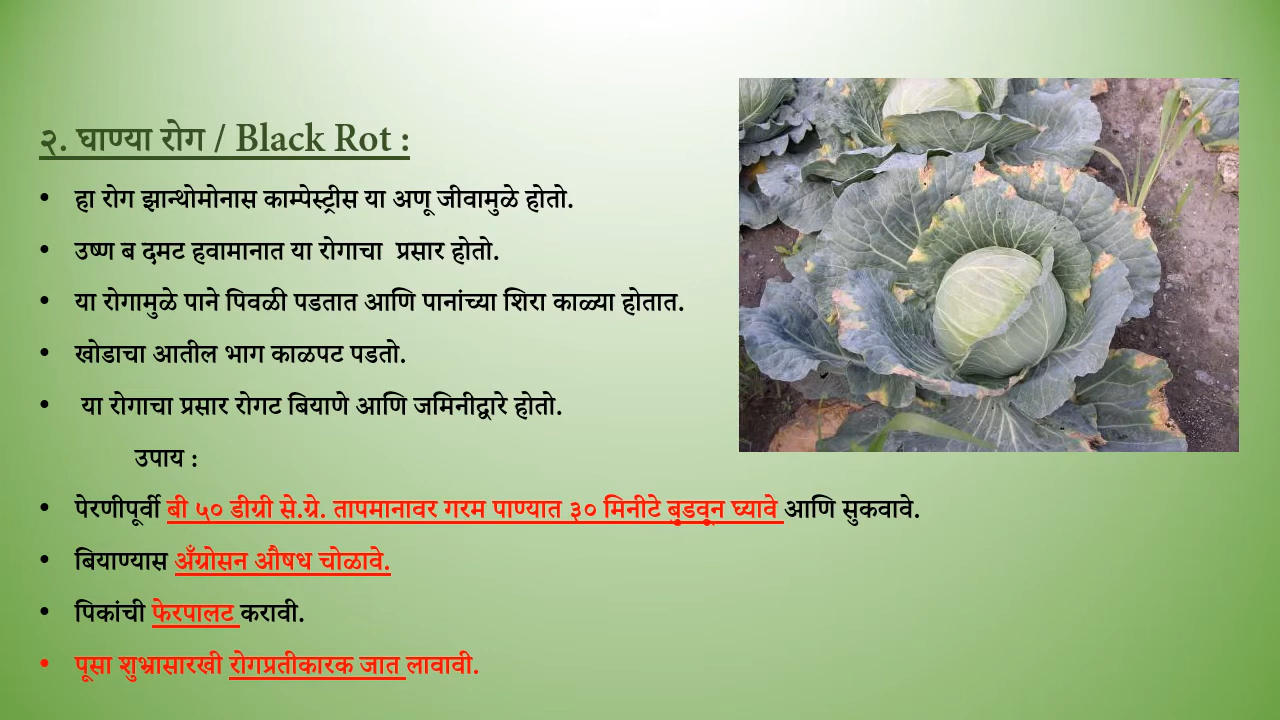 २. घाण्या रोग / Black Rot :
• हा रोग झान्थोमोनास काम्पेस्ट्रीस या अणू जीवामुळे होतो.
• उष्ण ब दमट हवामानात या रोगाचा प्रसार होतो.
• या रोगामुळे पाने पिवळी पडतात आणि पानांच्या शिरा काळ्या होतात.
• खोडाचा आतील भाग काळपट पडतो.
• या रोगाचा प्रसार रोगट बियाणे आणि जमिनीद्वारे होतो.
उपाय :
• पेरणीपूर्वी बी ५० डीग्री से.ग्रे. तापमानावर गरम पाण्यात ३० मिनीटे बुडवून घ्यावे आणि सुकवावे.
• बियाण्यास अँग्रोसन औषध चोळावे.
• पिकांची फेरपालट करावी.
• पूसा शुभ्रासारखी रोगप्रतीकारक जात लावावी.